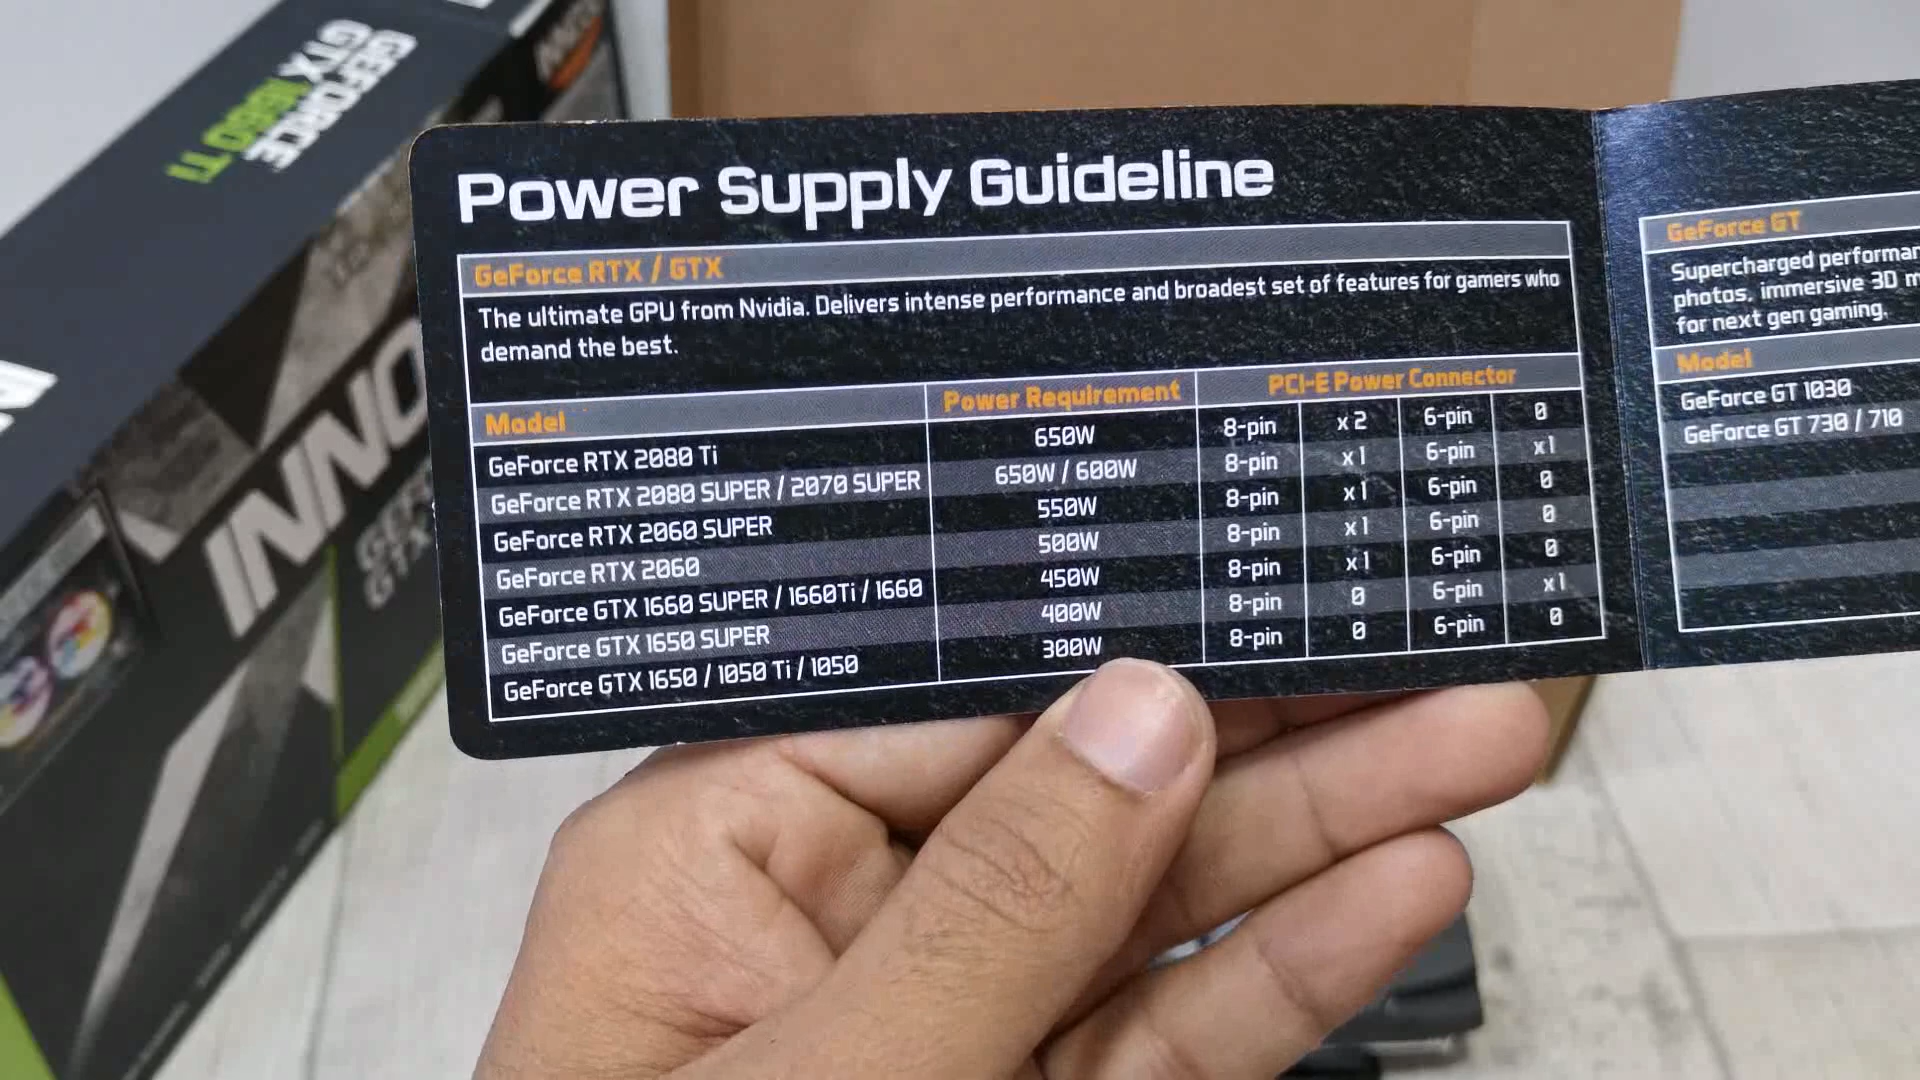 GEFORCE
GTX 1660 Ti
INNO
Power Supply Guideline
GeForce RTX / GTX
The ultimate GPU from Nvidia. Delivers intense performance and broadest set of features for gamers who
demand the best.
Model Power Requirement PCI-E Power Connector
GeForce RTX 2080 Ti 650W 8-pin x 2 6-pin 0
GeForce RTX 2080 SUPER / 2070 SUPER 650W / 600W 8-pin x 1 6-pin x 1
GeForce RTX 2060 SUPER 550W 8-pin x 1 6-pin 0
GeForce RTX 2060 500W 8-pin x 1 6-pin 0
GeForce GTX 1660 SUPER / 1660Ti / 1660 450W 8-pin x 1 6-pin 0
GeForce GTX 1650 SUPER 400W 8-pin 0 6-pin x 1
GeForce GTX 1650 / 1050 Ti / 1050 300W 8-pin 0 6-pin 0
GeForce GT
Supercharged
photos, immersive 3D
for next gen gaming.
Model
GeForce GT 1030
GeForce GT 730 / 710